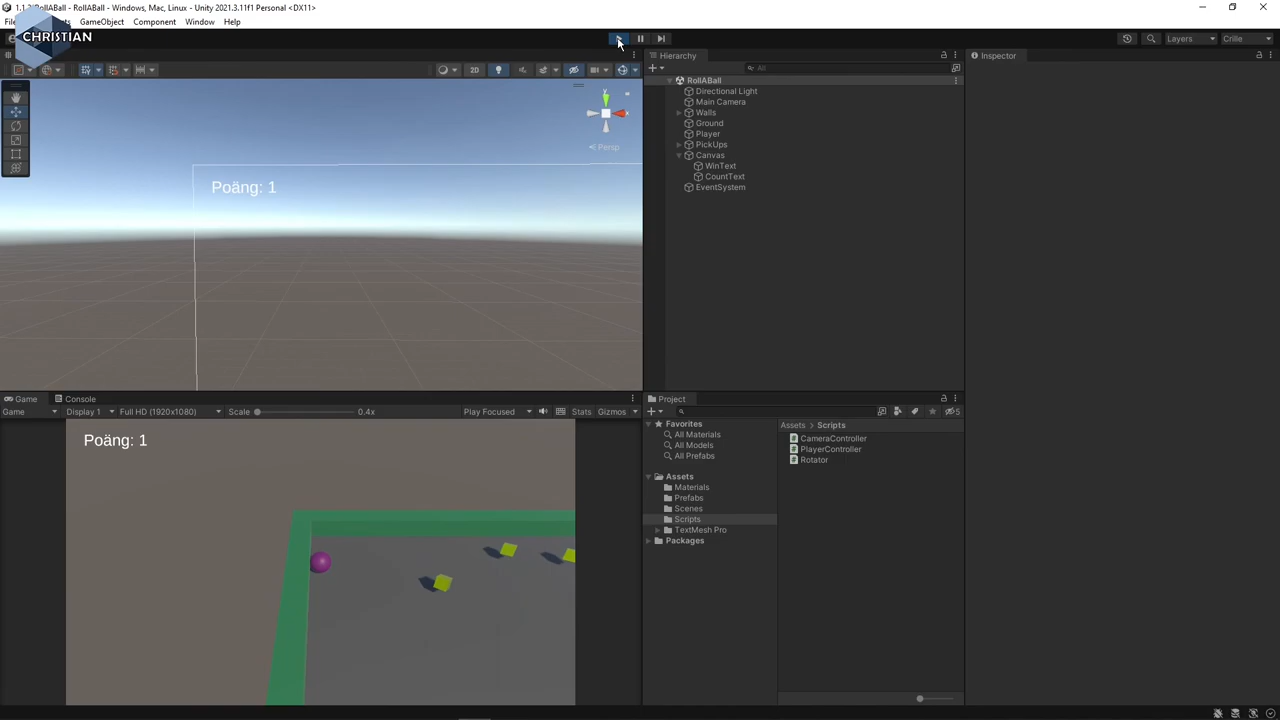 1.1.2 - RollABall - Windows, Mac, Linux - Unity 2021.3.11f1 Personal <DX11>
GameObject Component Window Help
CHRISTIAN
Layers Crille
Hierarchy
Inspector
2D
All
RollABall
Directional Light
Main Camera
Walls
Ground
Player
PickUps
Canvas
WinText
CountText
EventSystem
y
Persp
Poäng: 1
Game Console
Game Display 1 Full HD (1920x1080) Scale 0.4x Play Focused Stats Gizmos
Poäng: 1
Project
5
Favorites
All Materials
All Models
All Prefabs
Assets
Materials
Prefabs
Scenes
Scripts
TextMesh Pro
Packages
Assets > Scripts
CameraController
PlayerController
Rotator